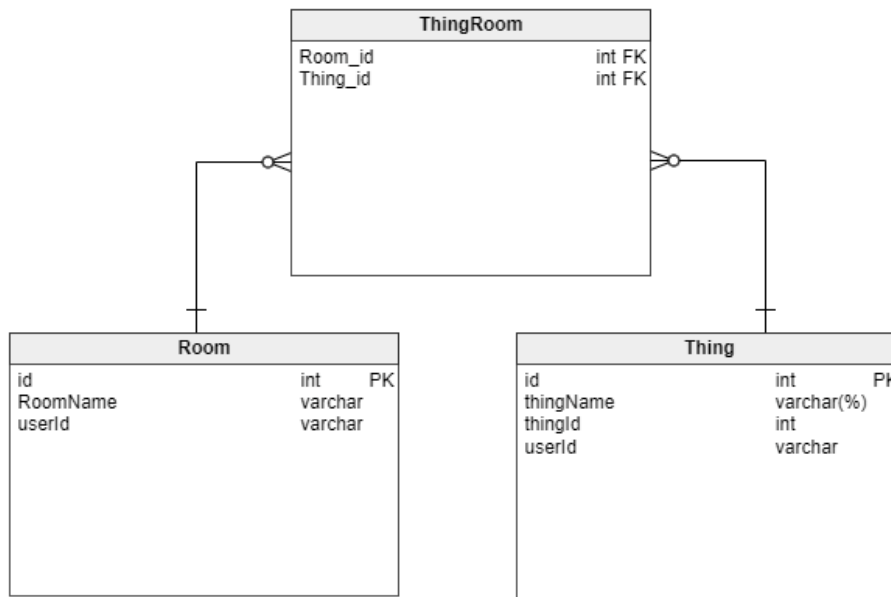 ThingRoom
Room_id int FK
Thing_id int FK
Room
id int PK
RoomName varchar
userId varchar
Thing
id int PK
thingName varchar(%)
thingId int
userId varchar